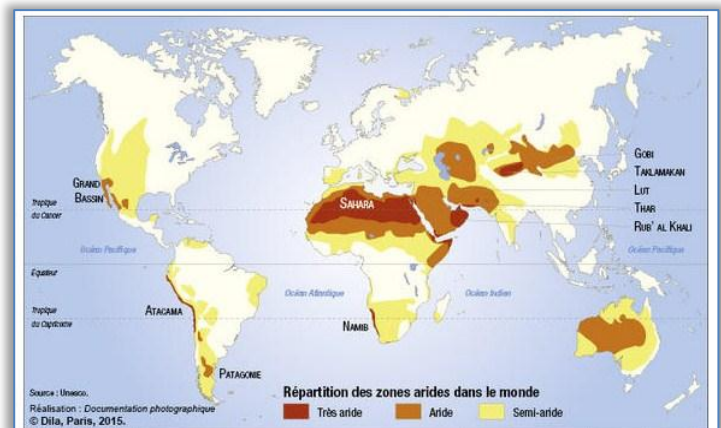 GOBI
TAKLAMAKAN
LUT
THAR
RUB' AL KHALI
GRAND
BASSIN
SAHARA
Tropique
du Cancer
Océan Pacifique
Océan Pacifique
Équateur
Océan Atlantique
Océan Indien
Tropique
du Capricorne
ATACAMA
NAMIB
PATAGONIE
Source : Unesco.
Réalisation : Documentation photographique
© Dila, Paris, 2015.
Répartition des zones arides dans le monde
Très aride
Aride
Semi-aride